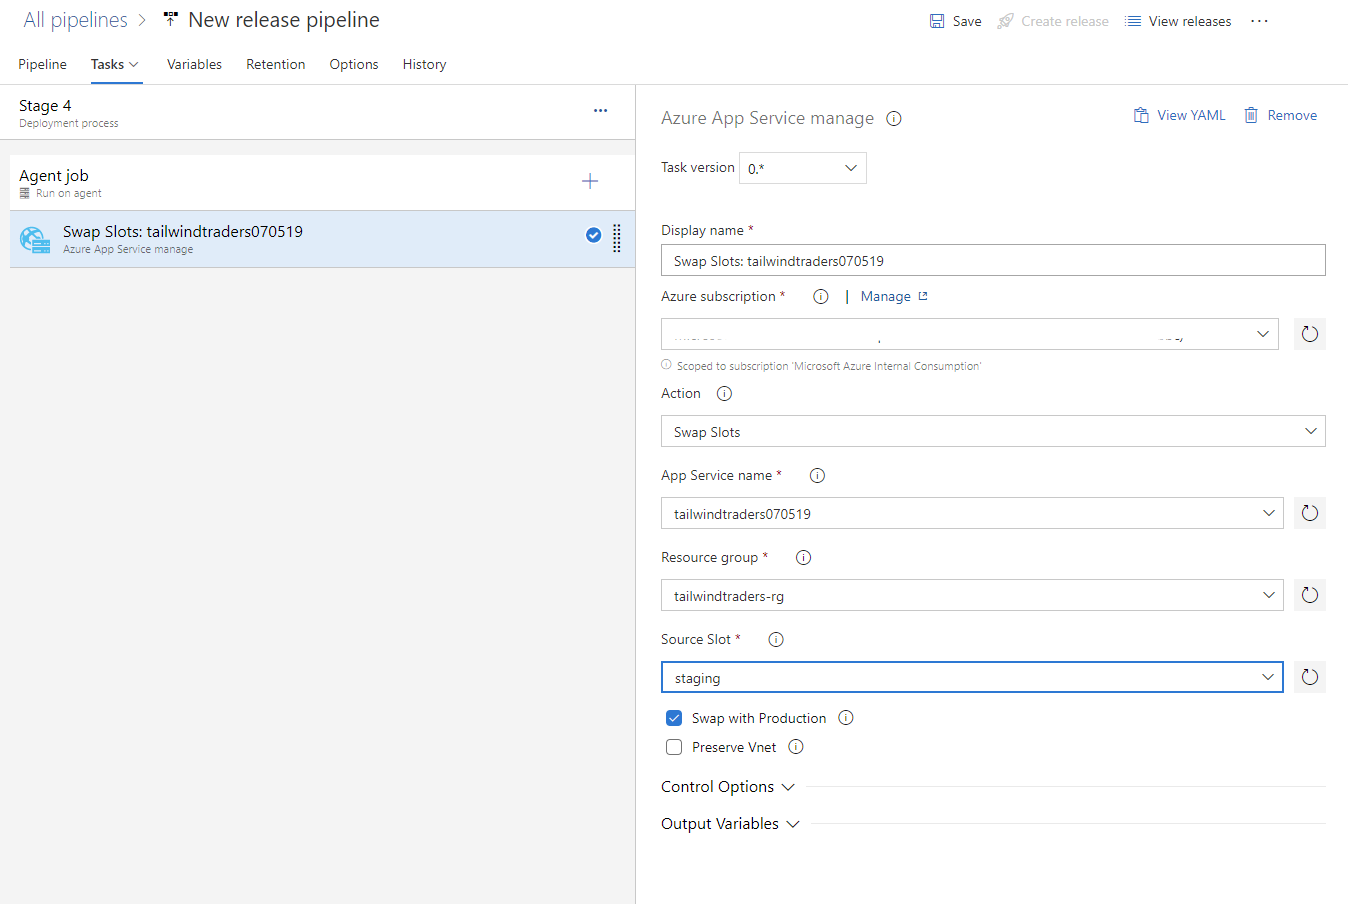 All pipelines > New release pipeline
Save Create release View releases ...
Pipeline Tasks Variables Retention Options History
Stage 4
Deployment process
Agent job
Run on agent
Swap Slots: tailwindtraders070519
Azure App Service manage
Azure App Service manage
View YAML Remove
Task version 0.*
Display name *
Swap Slots: tailwindtraders070519
Azure subscription * | Manage
Scoped to subscription 'Microsoft Azure Internal Consumption'
Action
Swap Slots
App Service name *
tailwindtraders070519
Resource group *
tailwindtraders-rg
Source Slot *
staging
Swap with Production
Preserve Vnet
Control Options
Output Variables